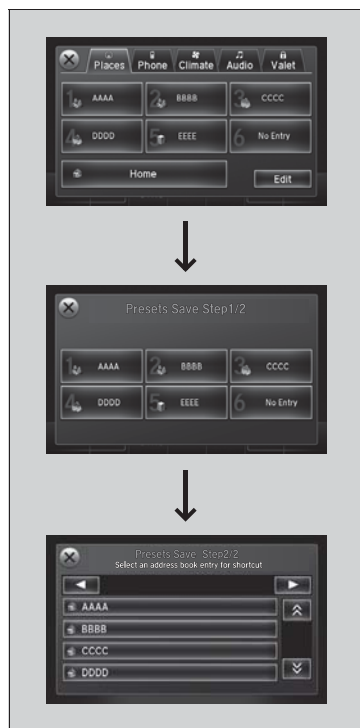 Places Phone Climate Audio Valet
1 AAAA 2 BBBB 3 CCCC
4 DDDD 5 EEEE 6 No Entry
Home Edit
Presets Save Step1/2
1 AAAA 2 BBBB 3 CCCC
4 DDDD 5 EEEE 6 No Entry
Presets Save Step2/2
Select an address book entry for shortcut
AAAA
BBBB
CCCC
DDDD